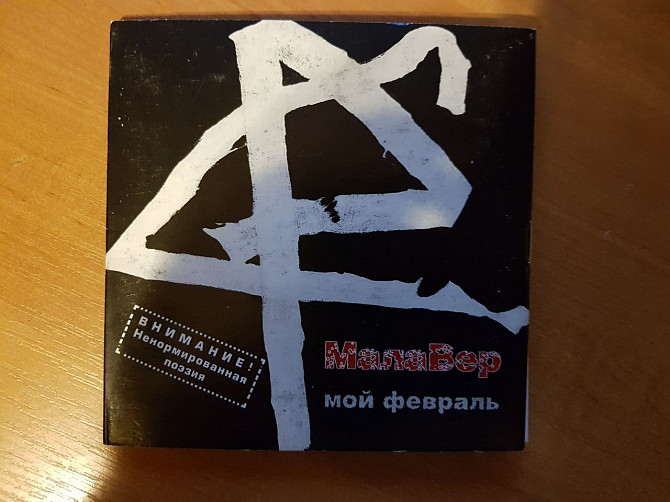 ВНИМАНИЕ!
Ненормированная
поэзия
МалаВер
мой февраль